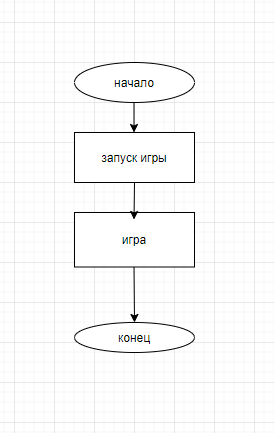 начало
запуск игры
игра
конец